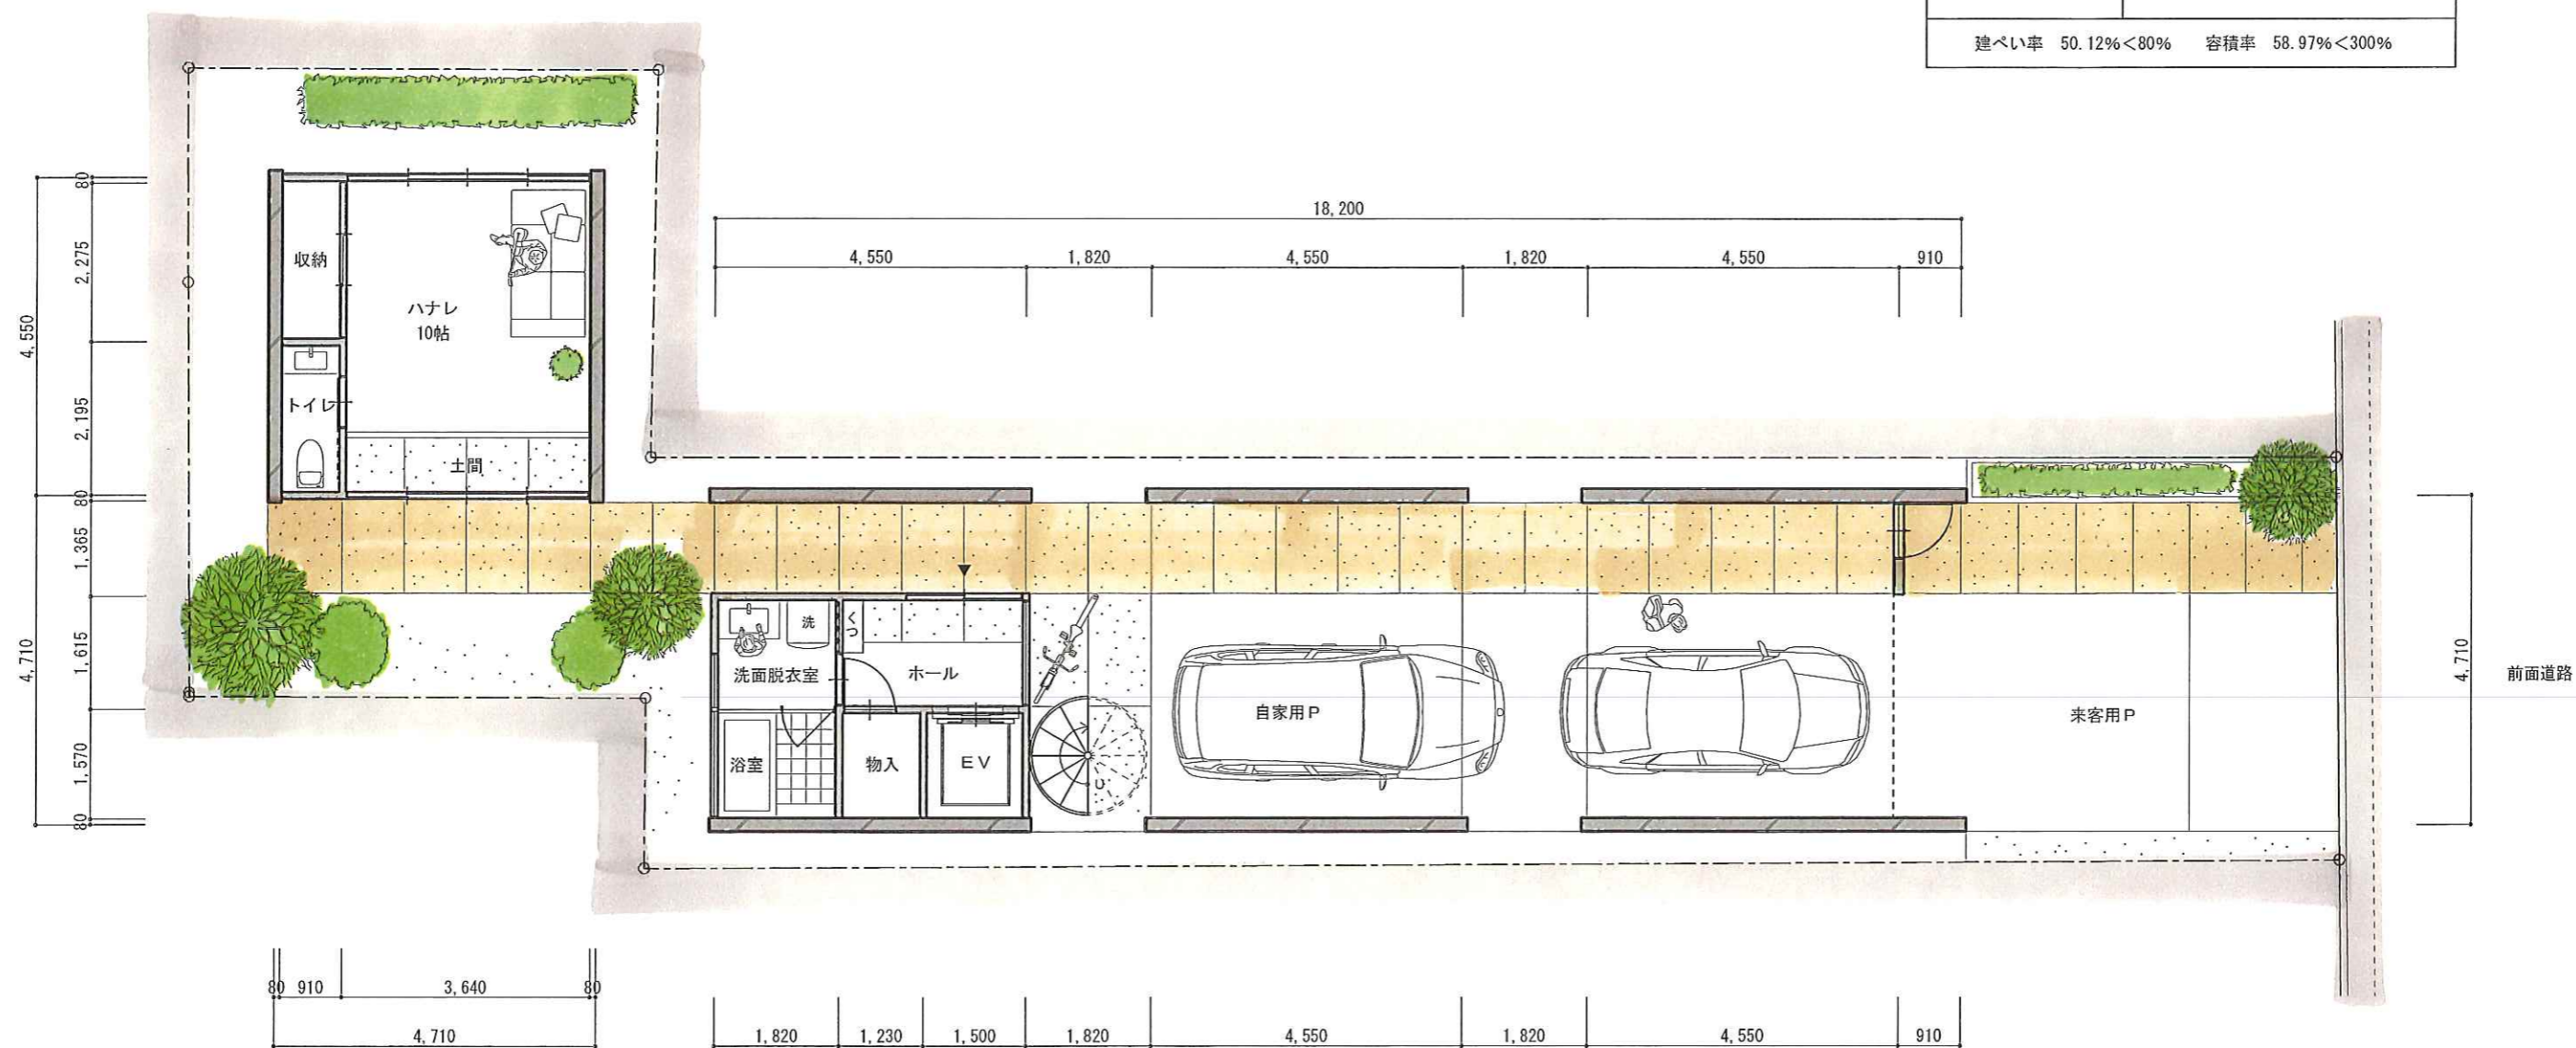 建ぺい率 50.12%<80% 容積率 58.97%<300%
18,200
4,550 1,820 4,550 1,820 4,550 910
80
2,275
4,550
2,195
80
1,365
1,615
4,710
1,570
80
収納
ハナレ
10帖
トイレ
土間
洗
くつ
洗面脱衣室
ホール
浴室
物入
EV
U
自家用P
来客用P
4,710
前面道路
80 910 3,640 80
4,710
1,820 1,230 1,500 1,820 4,550 1,820 4,550 910